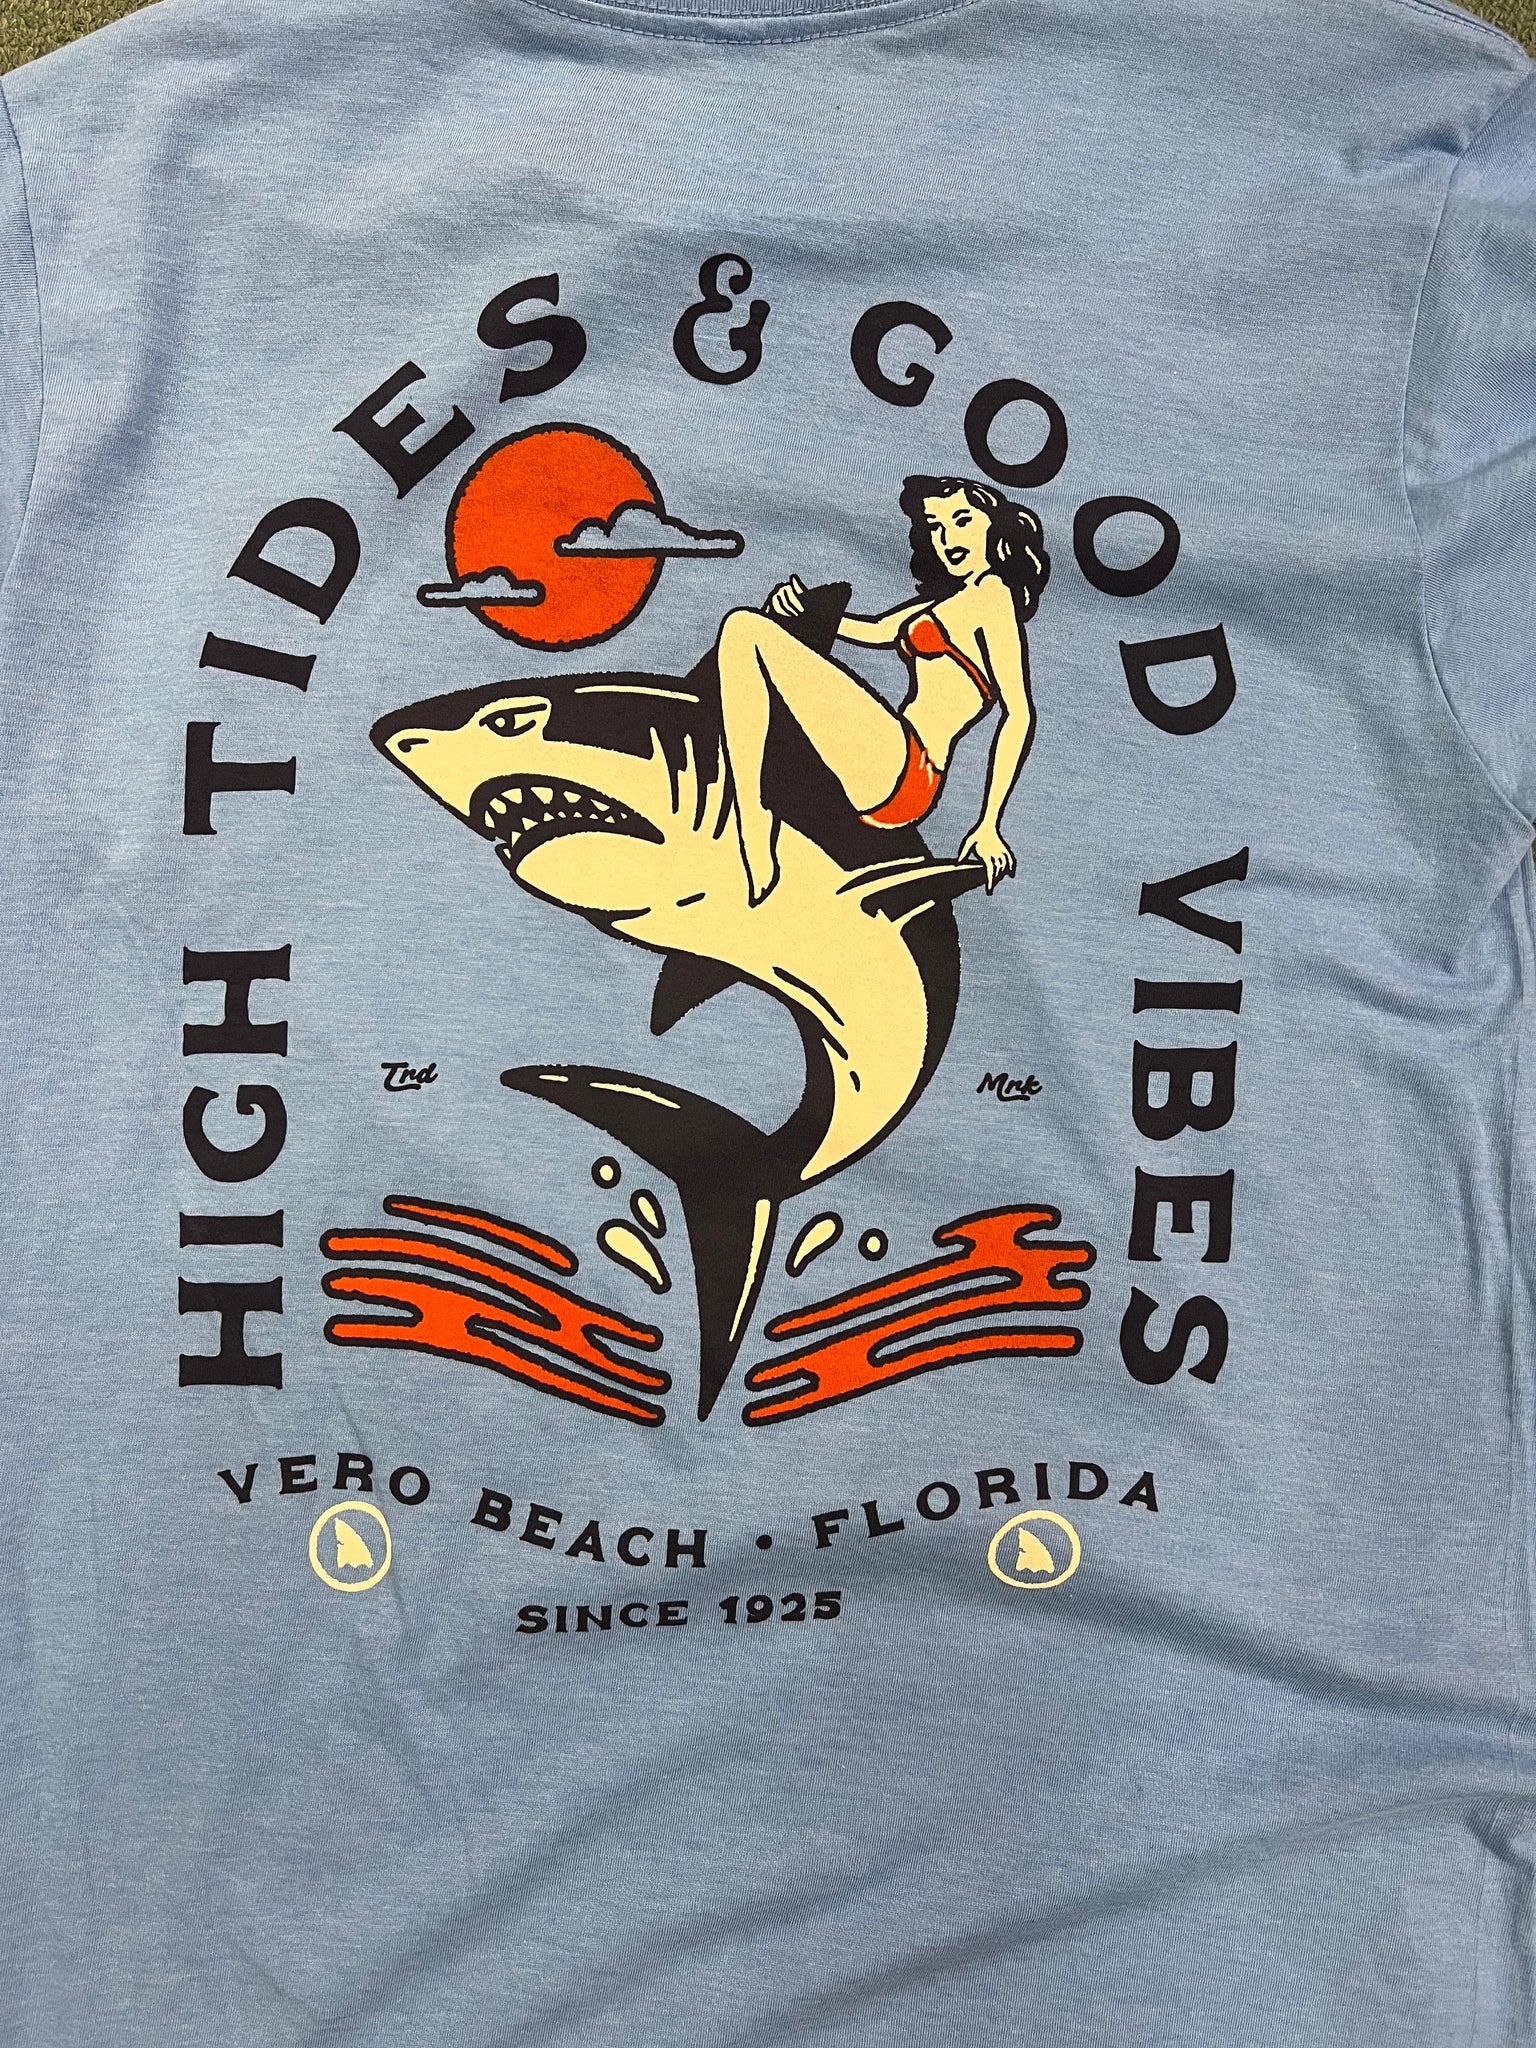 HIGH TIDES & GOOD VIBES
Trd Mrk
VERO BEACH • FLORIDA
SINCE 1925